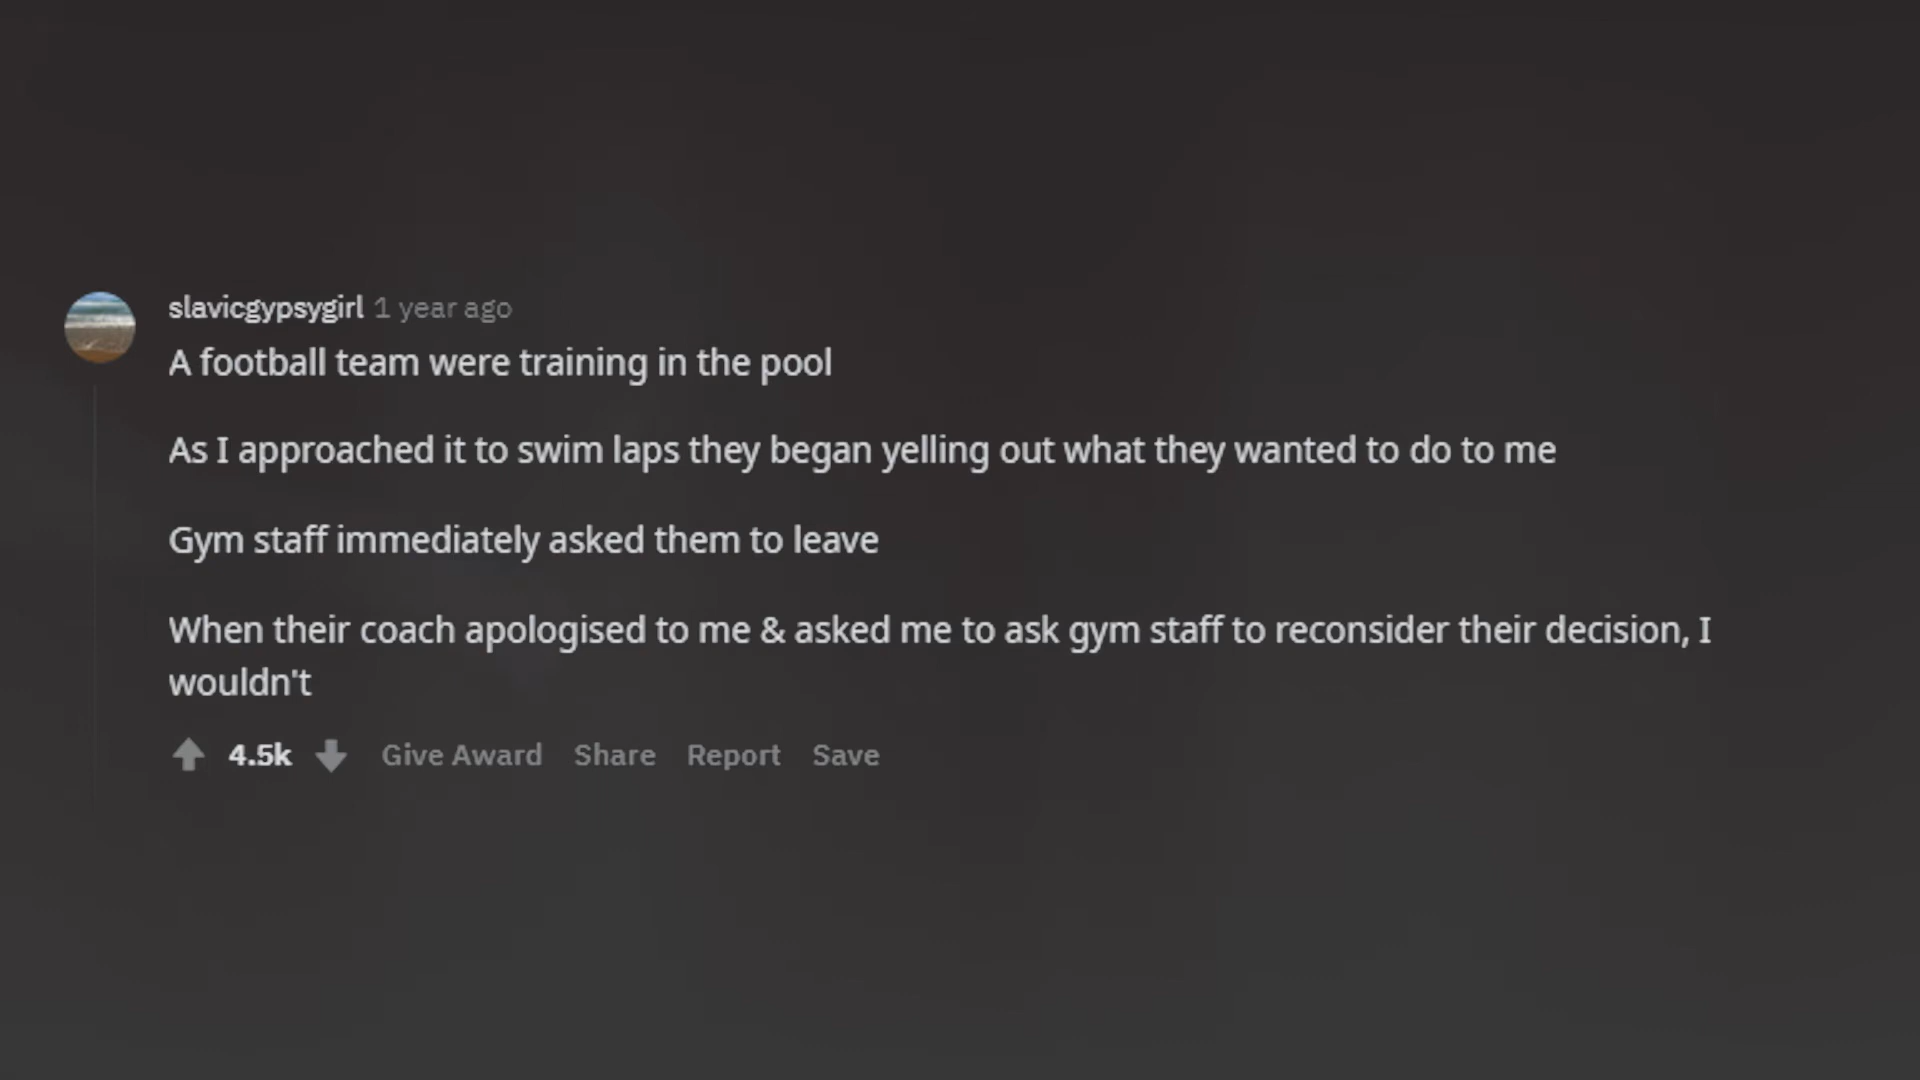 slavicgypsygirl 1 year ago
A football team were training in the pool
As I approached it to swim laps they began yelling out what they wanted to do to me
Gym staff immediately asked them to leave
When their coach apologised to me & asked me to ask gym staff to reconsider their decision, I
wouldn't
4.5k Give Award Share Report Save